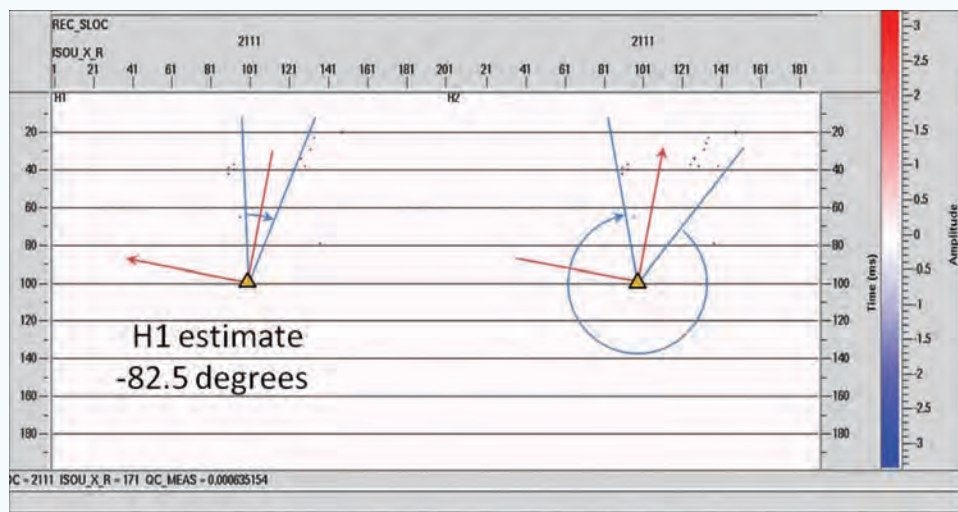 REC_SLOC
2111 2111
ISOU_X_R
1 21 41 61 81 101 121 141 161 181 201 21 41 61 81 101 121 141 161 181
H1 H2
20 20
40 40
60 60
80 80
100 100
120 120
140 140
160 160
180 180
H1 estimate
-82.5 degrees
Time (ms)
3
2.5
2
1.5
1
0.5
0
-0.5
-1
-1.5
-2
-2.5
-3
Amplitude
OC = 2111 ISOU_X_R = 171 QC_MEAS = 0.000635154